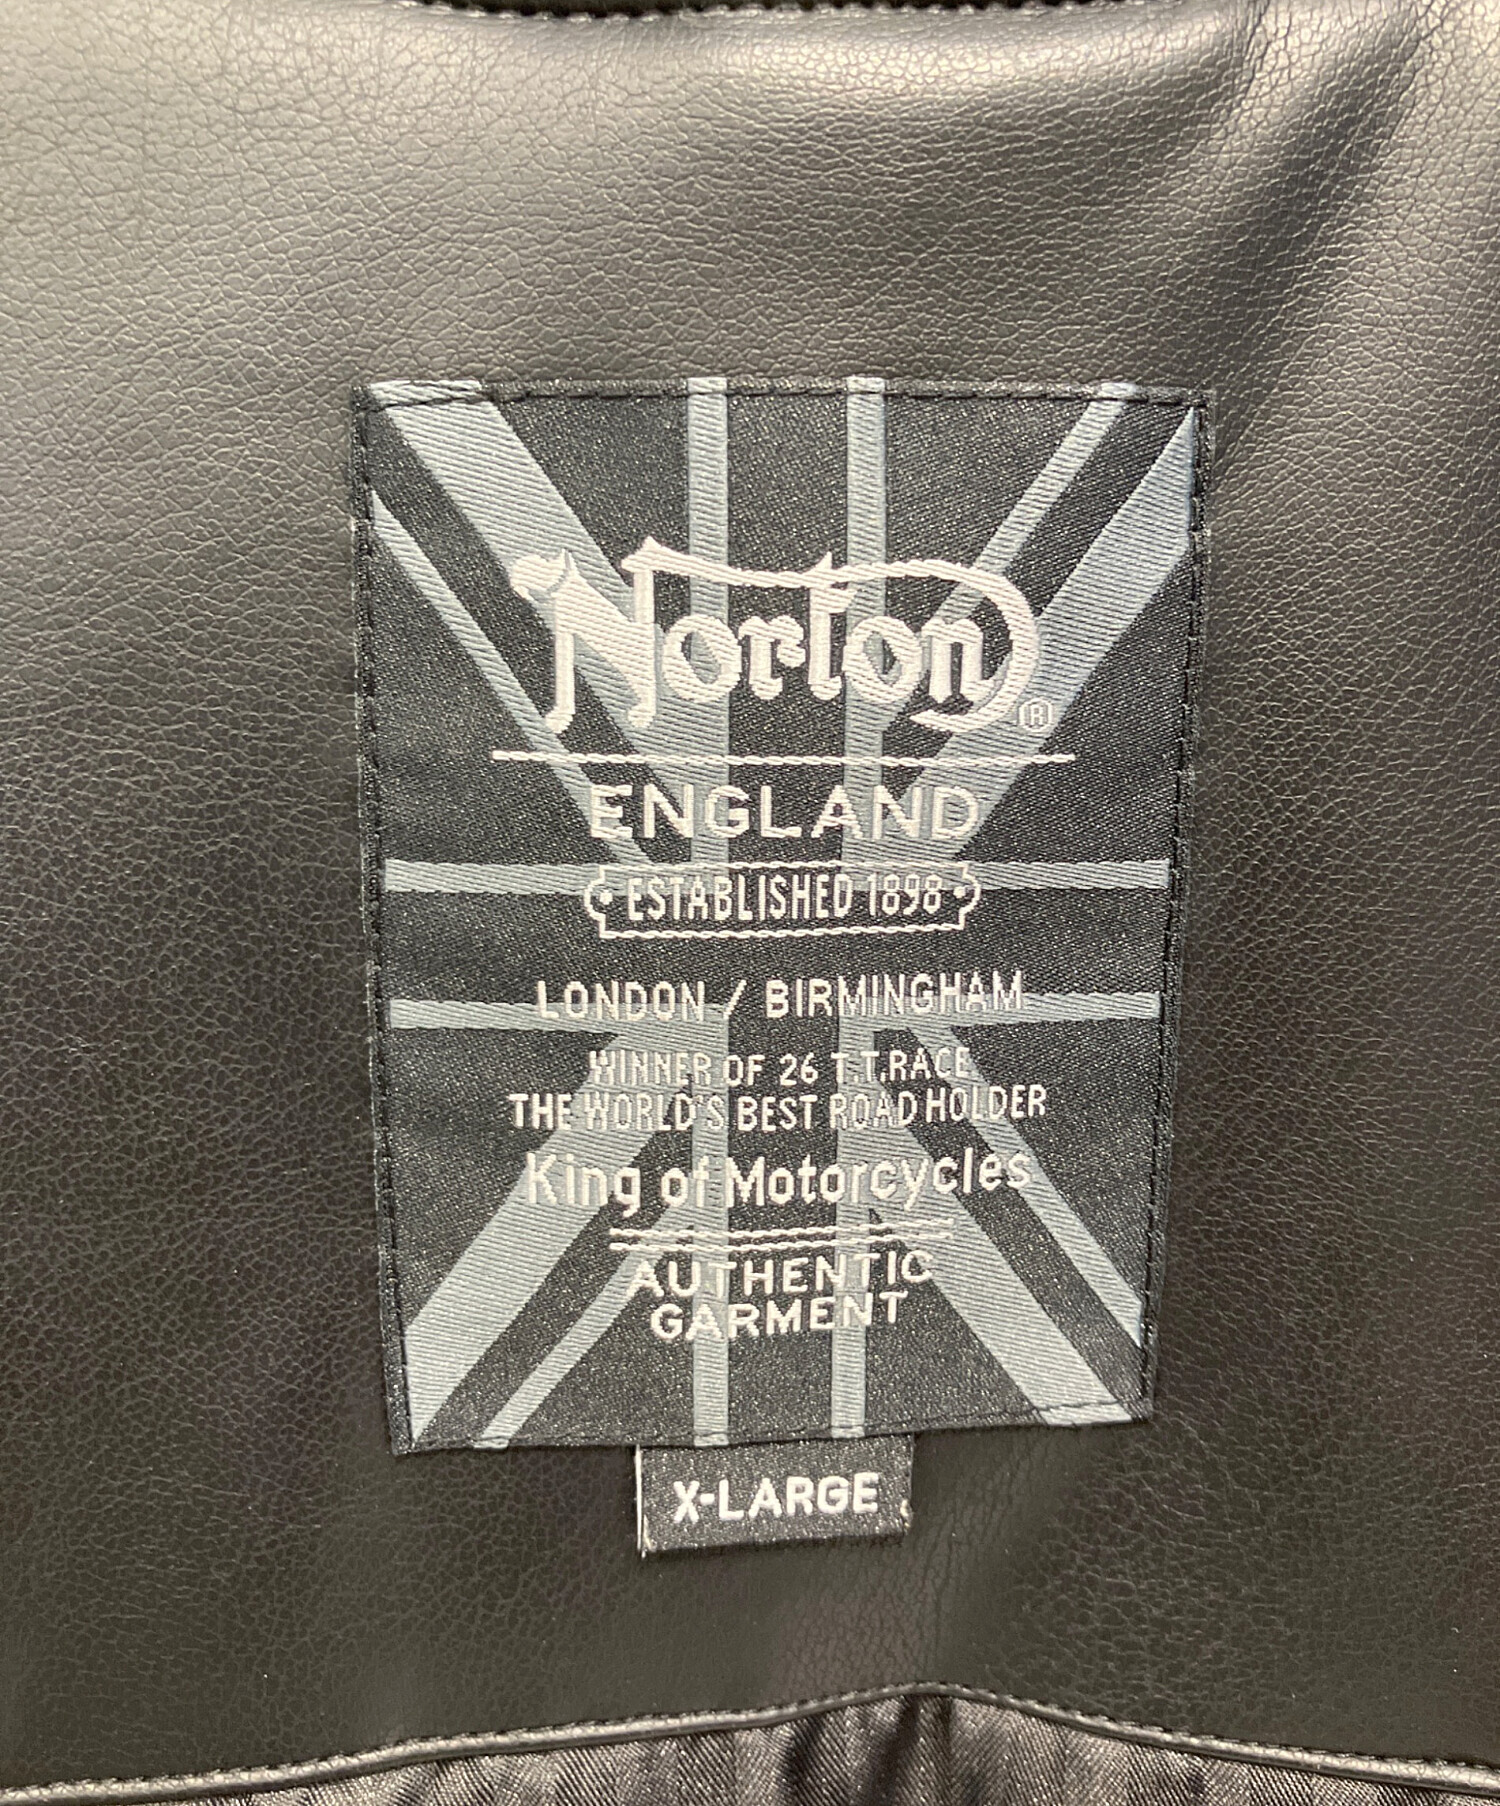 Norton®
ENGLAND
ESTABLISHED 1898
LONDON / BIRMINGHAM
WINNER OF 26 T.T.RACE
THE WORLD'S BEST ROAD HOLDER
King of Motorcycles
AUTHENTIC
GARMENT
X-LARGE